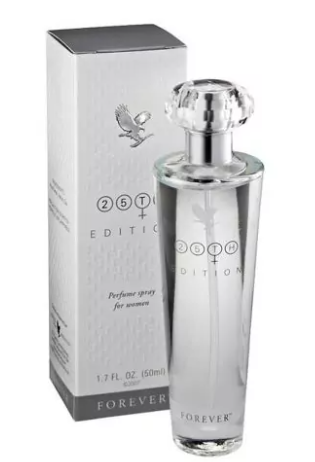 25TH
EDITION
Perfume spray
for women
1.7 FL. OZ. (50ml)
FOREVER
25TH
EDITION
FOREVER